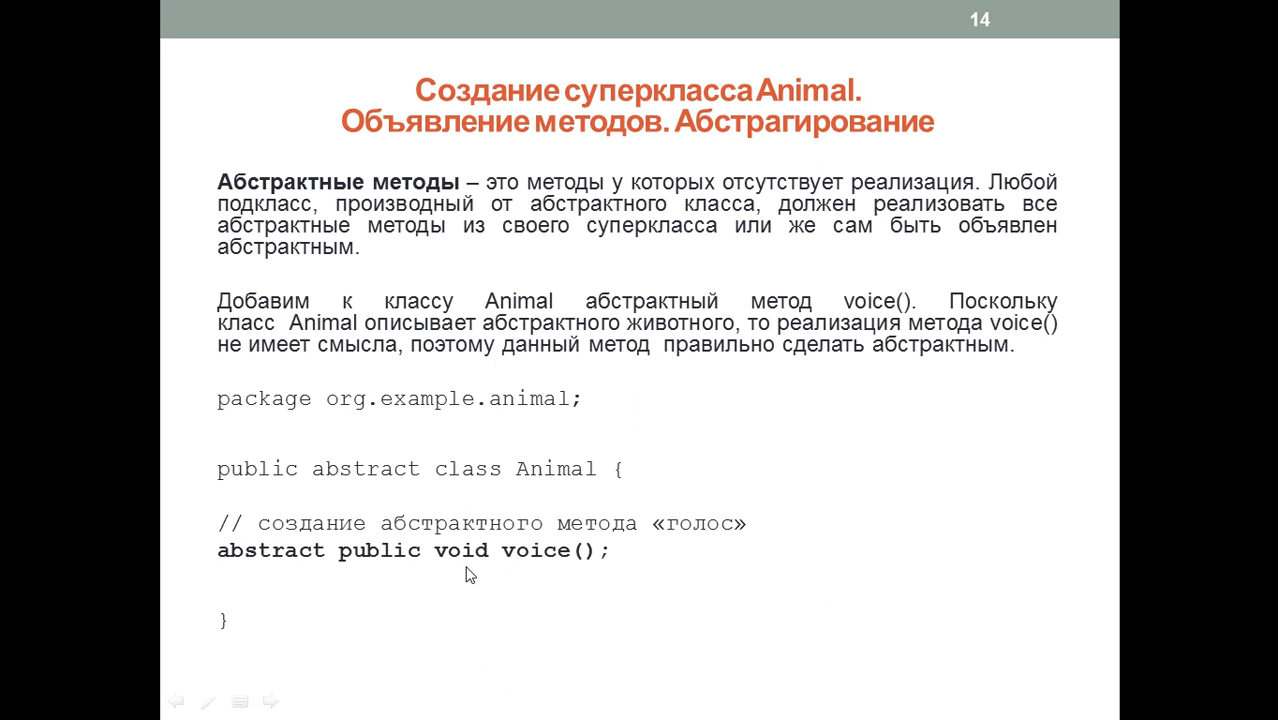 14
Создание суперкласса Animal.
Объявление методов. Абстрагирование
Абстрактные методы – это методы у которых отсутствует реализация. Любой
подкласс, производный от абстрактного класса, должен реализовать все
абстрактные методы из своего суперкласса или же сам быть объявлен
абстрактным.
Добавим к классу Animal абстрактный метод voice(). Поскольку
класс Animal описывает абстрактного животного, то реализация метода voice()
не имеет смысла, поэтому данный метод правильно сделать абстрактным.
package org.example.animal;
public abstract class Animal {
// создание абстрактного метода «голос»
abstract public void voice();
}